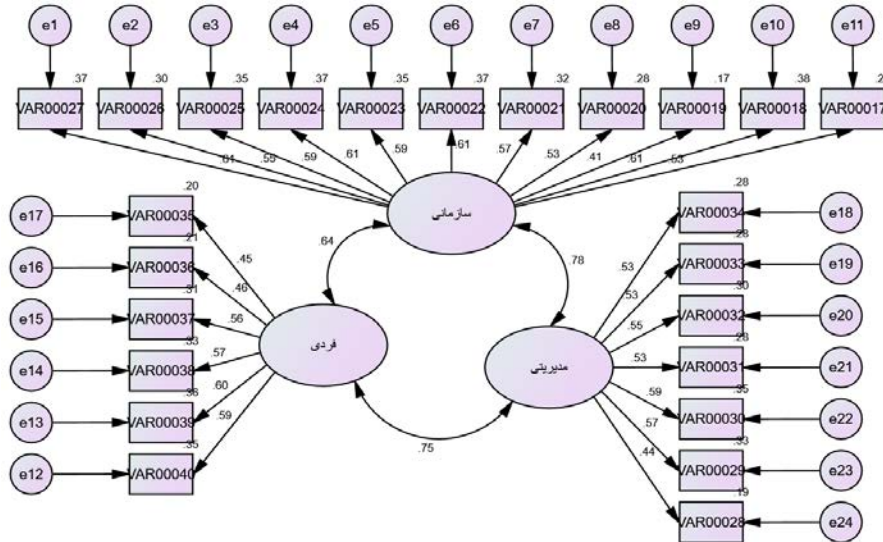 e1 e2 e3 e4 e5 e6 e7 e8 e9 e10 e11
.37 .30 .35 .37 .35 .37 .32 .28 .17 .38
VAR00027 VAR00026 VAR00025 VAR00024 VAR00023 VAR00022 VAR00021 VAR00020 VAR00019 VAR00018 VAR00017
.61 .55 .59 .61 .59 .61 .57 .53 .41 .61 .53
سازمانی
.64 .78
فردی
مدیریتی
.75
.20
e17 VAR00035 .45
.21
e16 VAR00036 .46
.31
e15 VAR00037 .56
.33
e14 VAR00038 .57
.36
e13 VAR00039 .60
.35
e12 VAR00040 .59
.28
.53 VAR00034 e18
.28
.53 VAR00033 e19
.30
.55 VAR00032 e20
.28
.53 VAR00031 e21
.35
.59 VAR00030 e22
.33
.57 VAR00029 e23
.19
.44 VAR00028 e24